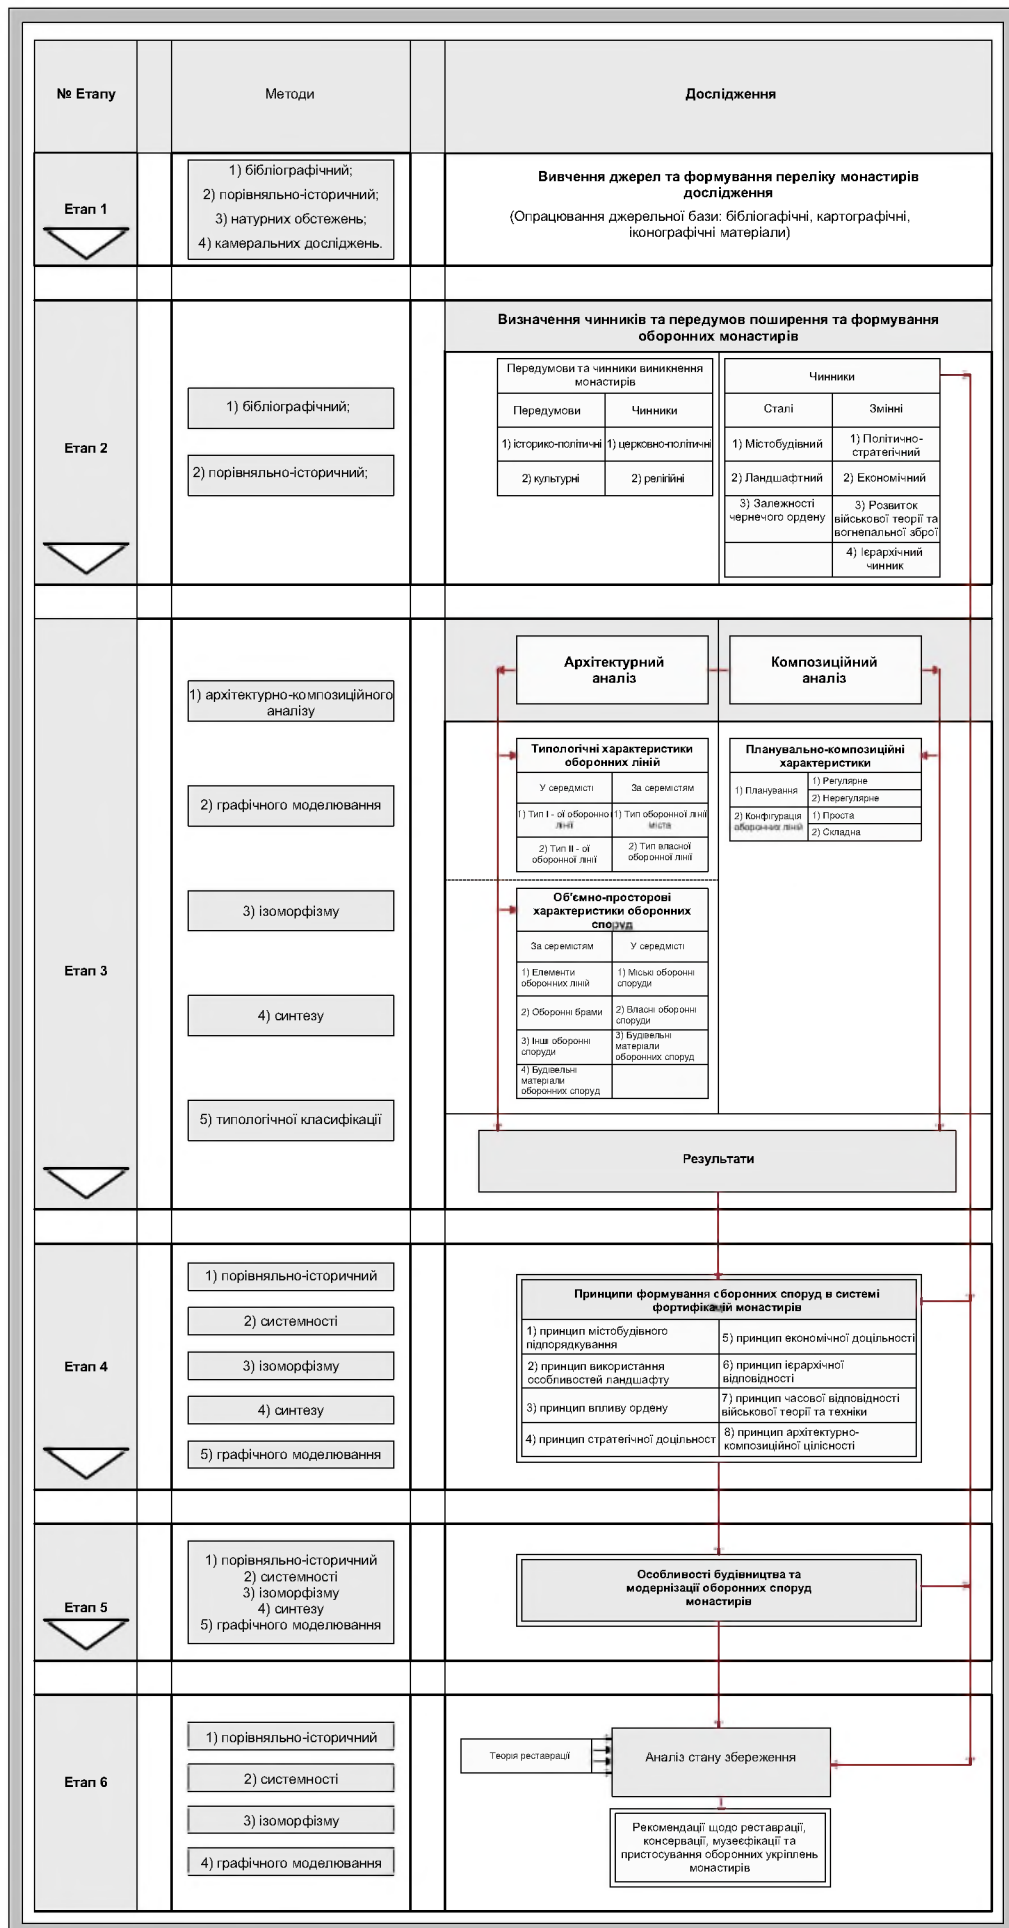 № Етапу
Методи
Дослідження
Етап 1
1) бібліографічний;
2) порівняльно-історичний;
3) натурних обстежень;
4) камеральних досліджень.
Вивчення джерел та формування переліку монастирів
дослідження
(Опрацювання джерельної бази: бібліогафічні, картографічні,
іконографічні матеріали)
Етап 2
1) бібліографічний;
2) порівняльно-історичний;
Визначення чинників та передумов поширення та формування
оборонних монастирів
Передумови та чинники виникнення
монастирів
Передумови
Чинники
1) історико-політичні
1) церковно-політичні
2) культурні
2) релігійні
Чинники
Сталі
Змінні
1) Містобудівний
1) Політично-
стратегічний
2) Ландшафтний
2) Економічний
3) Залежності
чернечого ордену
3) Розвиток
військової теорії та
вогнепальної зброї
4) Ієрархічний
чинник
Етап 3
1) архітектурно-композиційного
аналізу
2) графічного моделювання
3) ізоморфізму
4) синтезу
5) типологічної класифікації
Архітектурний
аналіз
Композиційний
аналіз
Типологічні характеристики
оборонних ліній
У середмісті
За середмістям
1) Тип І - ої оборонної
лінії
1) Тип оборонної лінії
міста
2) Тип ІІ - ої
оборонної лінії
2) Тип власної
оборонної лінії
Планувально-композиційні
характеристики
1) Планування
1) Регулярне
2) Нерегулярне
2) Конфігурація
оборонних ліній
1) Проста
2) Складна
Об'ємно-просторові
характеристики оборонних
споруд
За серемістям
У середмісті
1) Елементи
оборонних ліній
1) Міські оборонні
споруди
2) Оборонні брами
2) Власні оборонні
споруди
3) Інші оборонні
споруди
3) Будівельні
матеріали
оборонних споруд
4) Будівельні
матеріали
оборонних споруд
Результати
Етап 4
1) порівняльно-історичний
2) системності
3) ізоморфізму
4) синтезу
5) графічного моделювання
Принципи формування оборонних споруд в системі
фортифікацій монастирів
1) принцип містобудівного
підпорядкування
5) принцип економічної доцільності
2) принцип використання
особливостей ландшафту
6) принцип ієрархічної
відповідності
3) принцип впливу ордену
7) принцип часової відповідності
військової теорії та техніки
4) принцип стратегічної доцільност
8) принцип архітектурно-
композиційної цілісності
Етап 5
1) порівняльно-історичний
2) системності
3) ізоморфізму
4) синтезу
5) графічного моделювання
Особливості будівництва та
модернізації оборонних споруд
монастирів
Етап 6
1) порівняльно-історичний
2) системності
3) ізоморфізму
4) графічного моделювання
Теорія реставрації
Аналіз стану збереження
Рекомендації щодо реставрації,
консервації, музеєфікації та
пристосування оборонних укріплень
монастирів